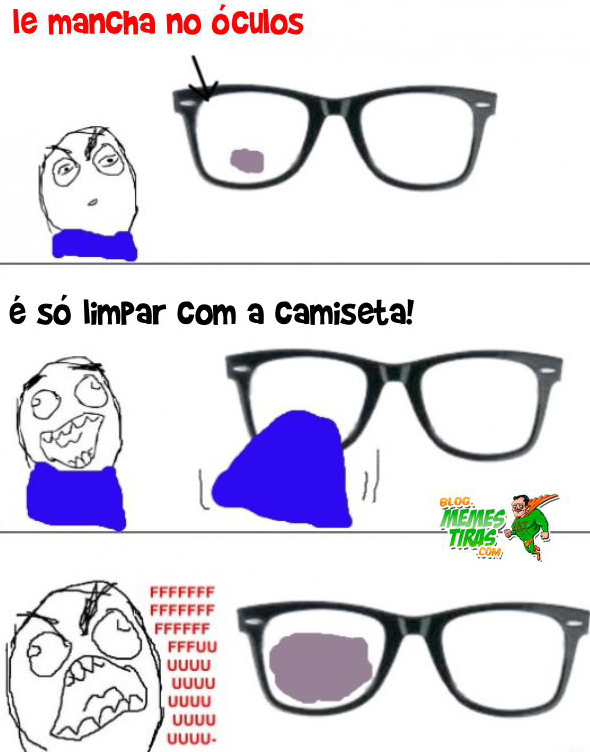 le mancha no óculos
é só limpar com a camiseta!
BLOG.
MEMES
TIRAS
.COM
FFFFFFF
FFFFFFF
FFFFFF
FFFUU
UUUU
UUUU
UUUU
UUUU
UUUU-